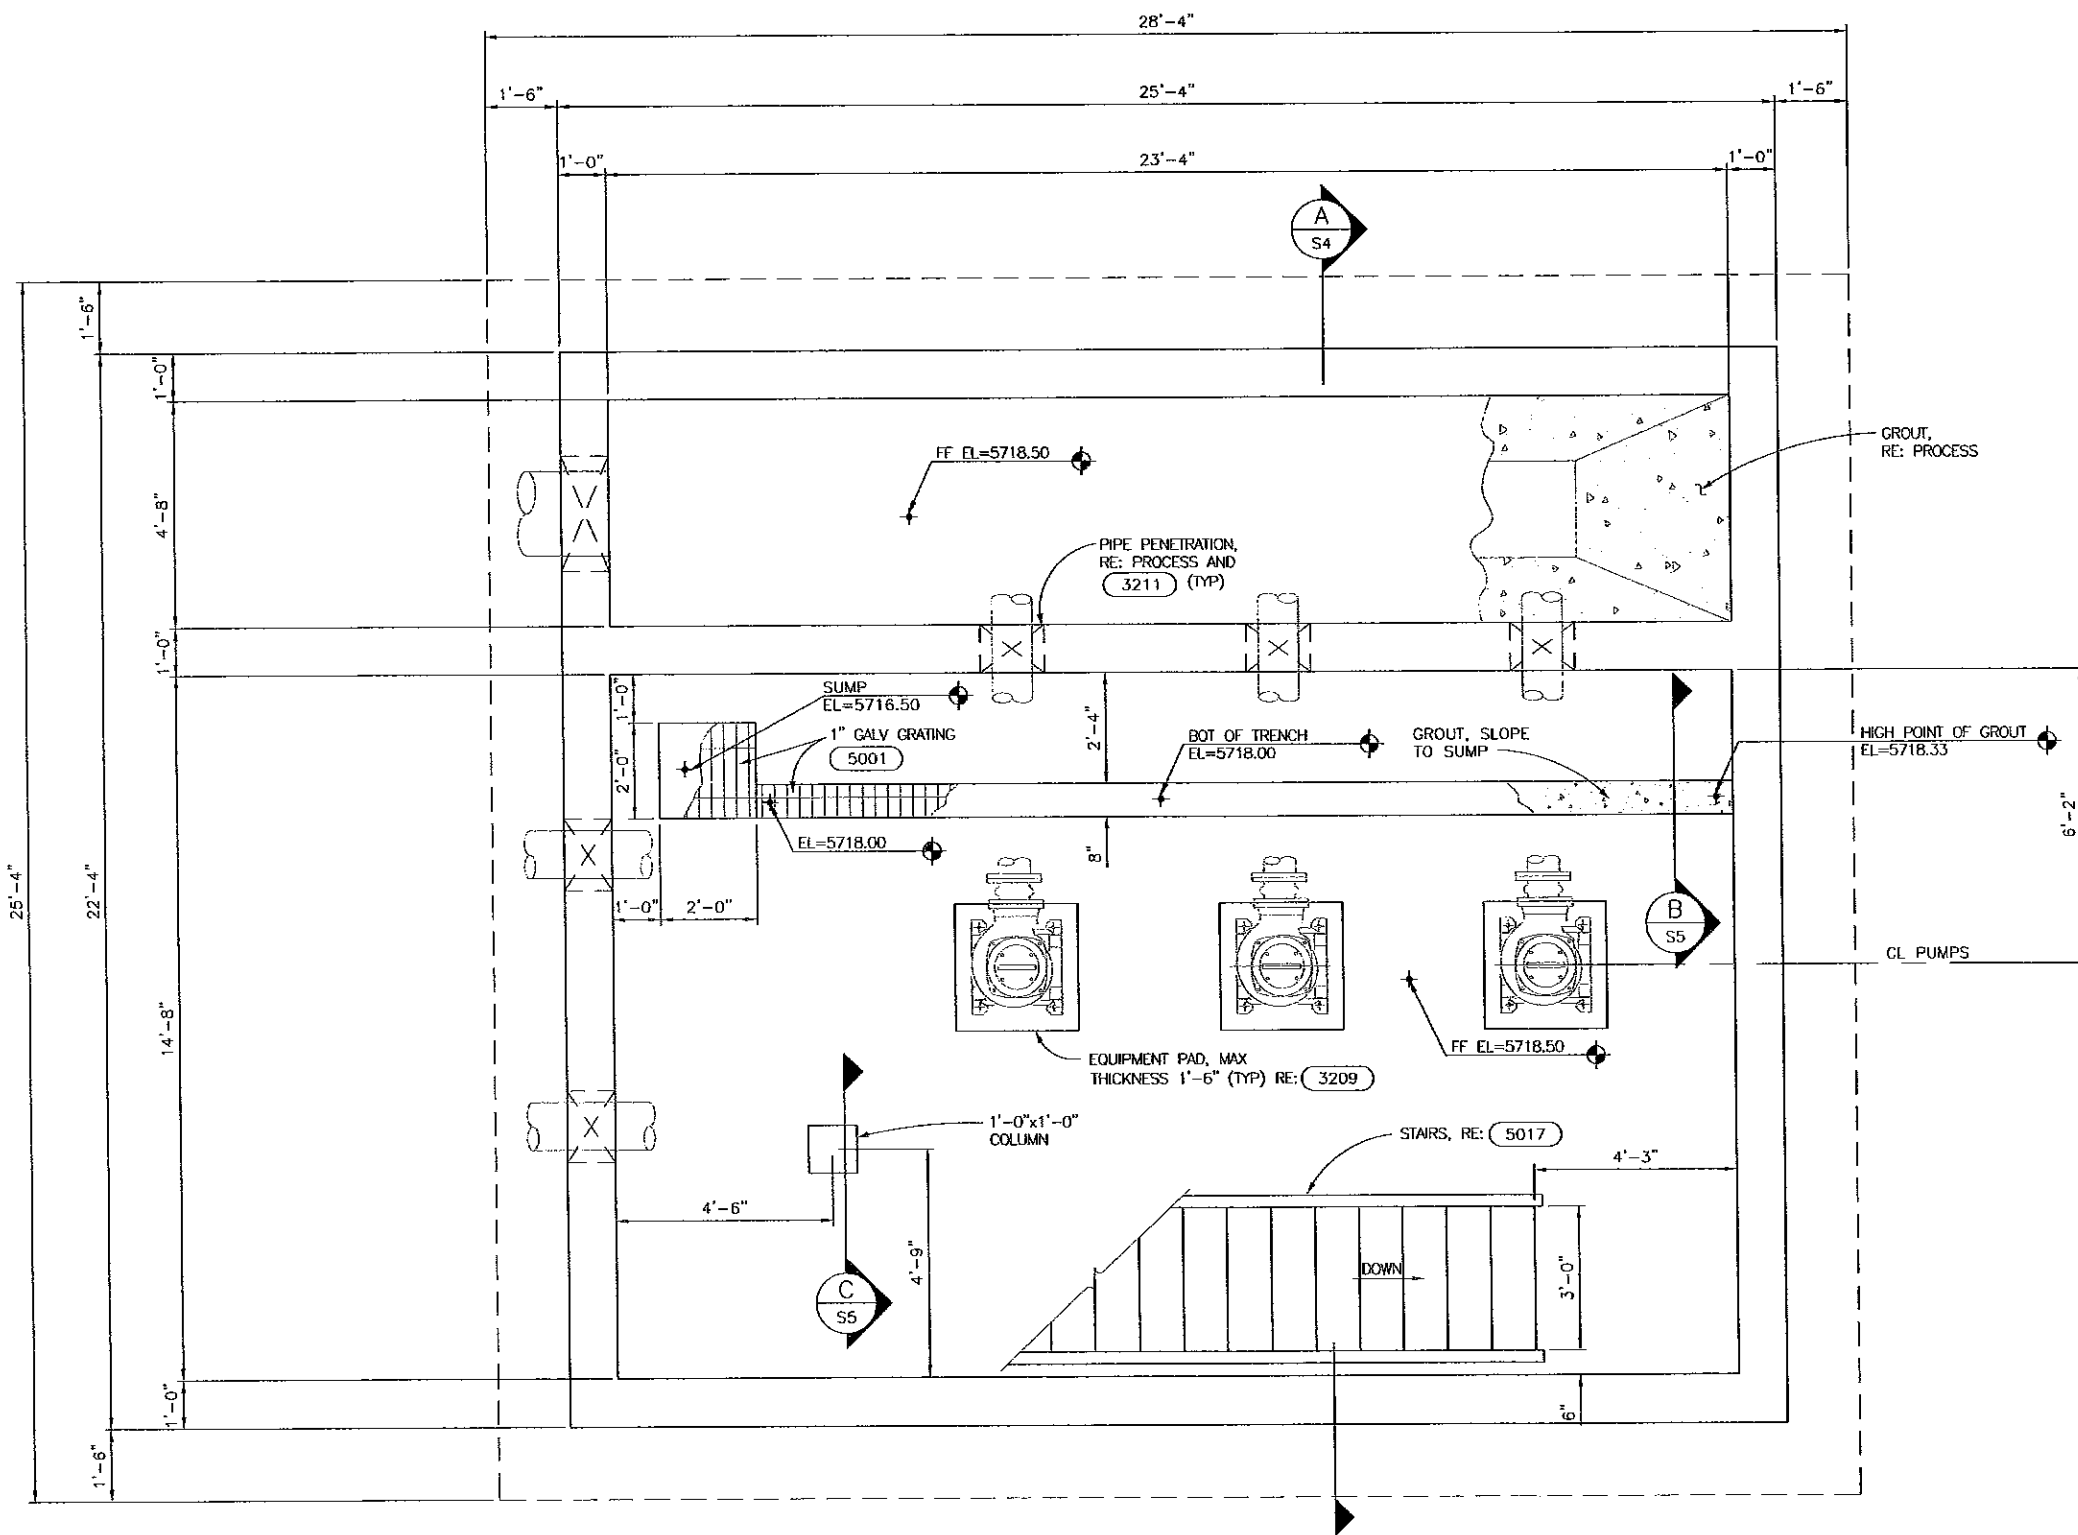 28'-4"
1'-6"
25'-4"
1'-6"
1'-0"
23'-4"
1'-0"
A
S4
1'-6"
1'-0"
GROUT,
RE: PROCESS
FF EL=5718.50
4'-8"
PIPE PENETRATION,
RE: PROCESS AND
3211 (TYP)
1'-0"
SUMP
EL=5716.50
1'-0"
1" GALV GRATING
5001
2'-0"
2'-4"
BOT OF TRENCH
EL=5718.00
GROUT, SLOPE
TO SUMP
HIGH POINT OF GROUT
EL=5718.33
6'-2"
EL=5718.00
8"
X
X
X
X
X
1'-0"
2'-0"
B
S5
CL PUMPS
25'-4"
22'-4"
14'-8"
FF EL=5718.50
EQUIPMENT PAD, MAX
THICKNESS 1'-6" (TYP) RE: 3209
1'-0"x1'-0"
COLUMN
STAIRS, RE: 5017
4'-3"
4'-6"
4'-9"
DOWN
3'-0"
C
S5
1'-0"
6"
1'-6"